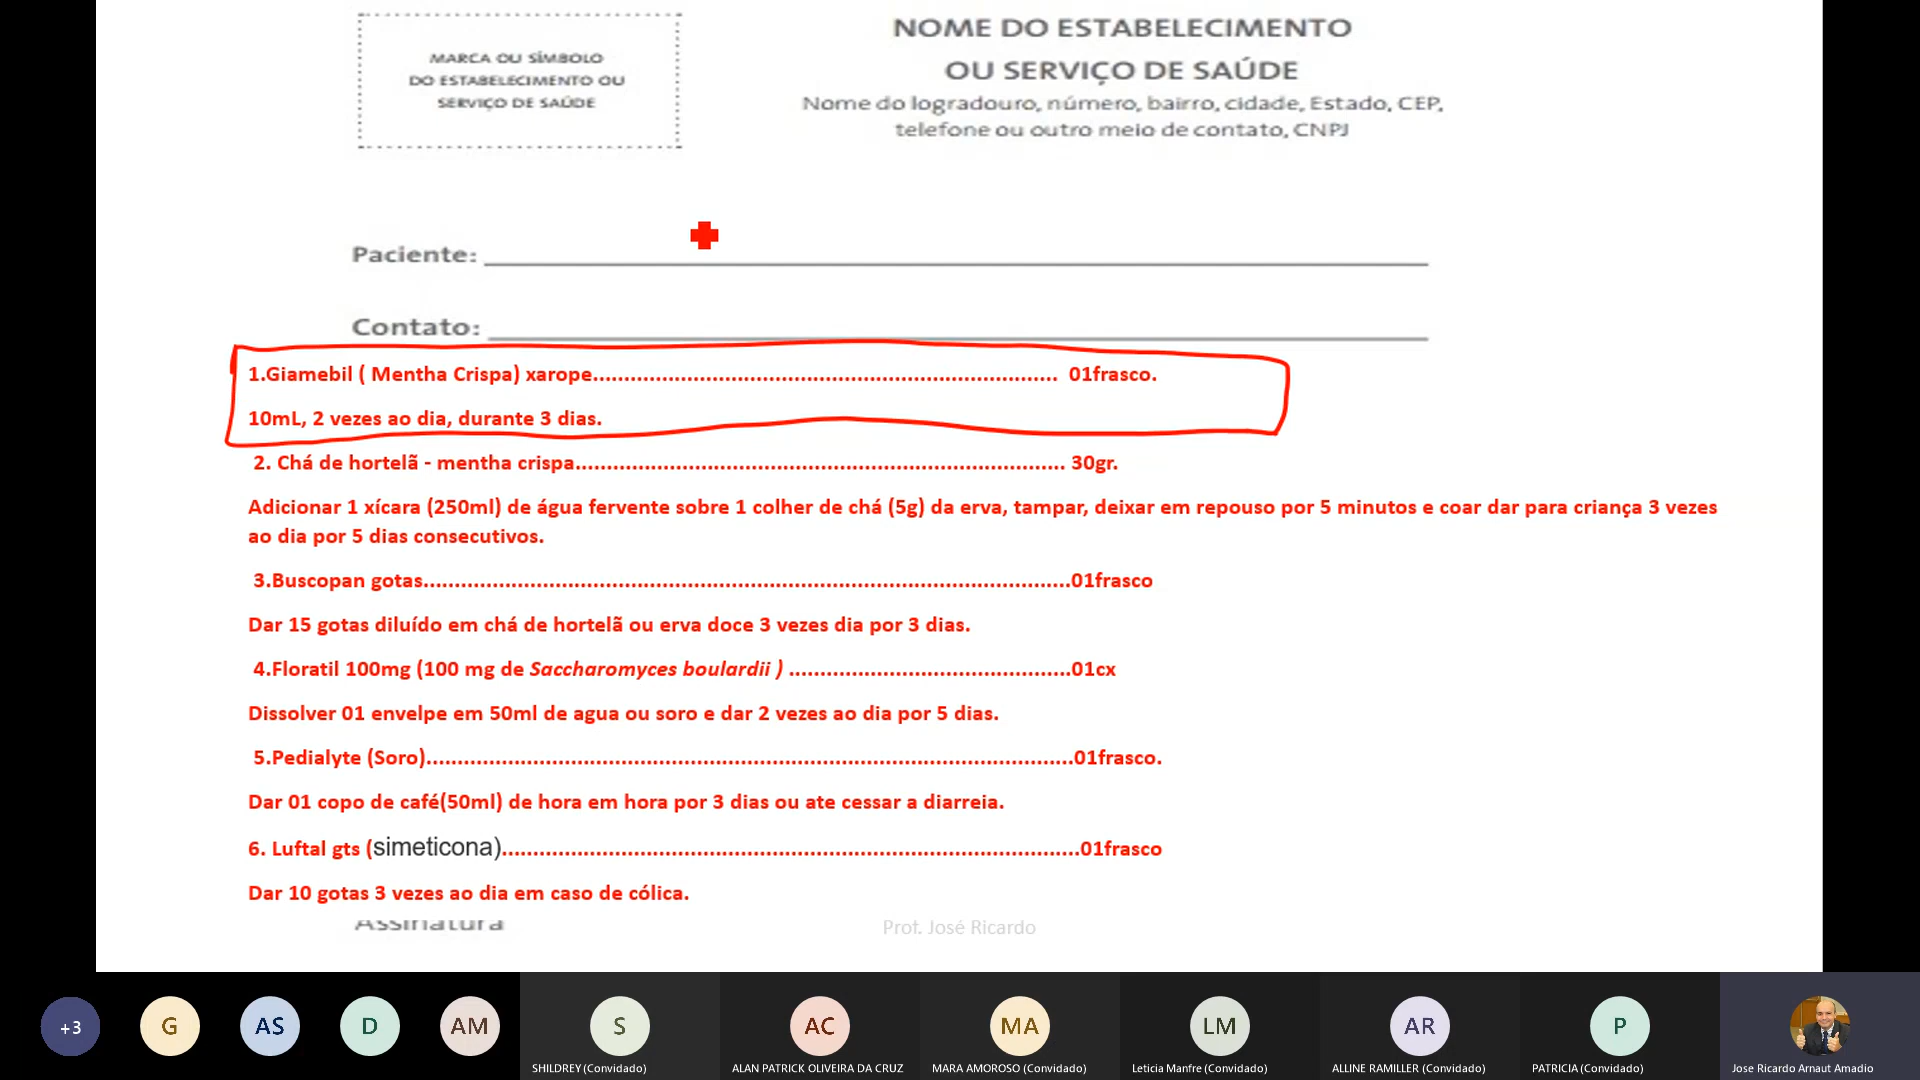 MARCA OU SÍMBOLO
DO ESTABELECIMENTO OU
SERVIÇO DE SAÚDE
NOME DO ESTABELECIMENTO
OU SERVIÇO DE SAÚDE
Nome do logradouro, número, bairro, cidade, Estado, CEP,
telefone ou outro meio de contato, CNPJ
Paciente: ______________________________
Contato: ______________________________
1.Giamebil ( Mentha Crispa) xarope.......................................................................... 01frasco.
10mL, 2 vezes ao dia, durante 3 dias.
2. Chá de hortelã - mentha crispa.............................................................................. 30gr.
Adicionar 1 xícara (250ml) de água fervente sobre 1 colher de chá (5g) da erva, tampar, deixar em repouso por 5 minutos e coar dar para criança 3 vezes
ao dia por 5 dias consecutivos.
3.Buscopan gotas.......................................................................................................01frasco
Dar 15 gotas diluído em chá de hortelã ou erva doce 3 vezes dia por 3 dias.
4.Floratil 100mg (100 mg de Saccharomyces boulardii ) .............................................01cx
Dissolver 01 envelpe em 50ml de agua ou soro e dar 2 vezes ao dia por 5 dias.
5.Pedialyte (Soro).......................................................................................................01frasco.
Dar 01 copo de café(50ml) de hora em hora por 3 dias ou ate cessar a diarreia.
6. Luftal gts (simeticona)............................................................................................01frasco
Dar 10 gotas 3 vezes ao dia em caso de cólica.
Assinatura
Prof. José Ricardo
+3 G AS D AM S AC MA LM AR P
SHILDREY (Convidado) ALAN PATRICK OLIVEIRA DA CRUZ MARA AMOROSO (Convidado) Leticia Manfre (Convidado) ALLINE RAMILLER (Convidado) PATRICIA (Convidado) Jose Ricardo Arnaut Amadio